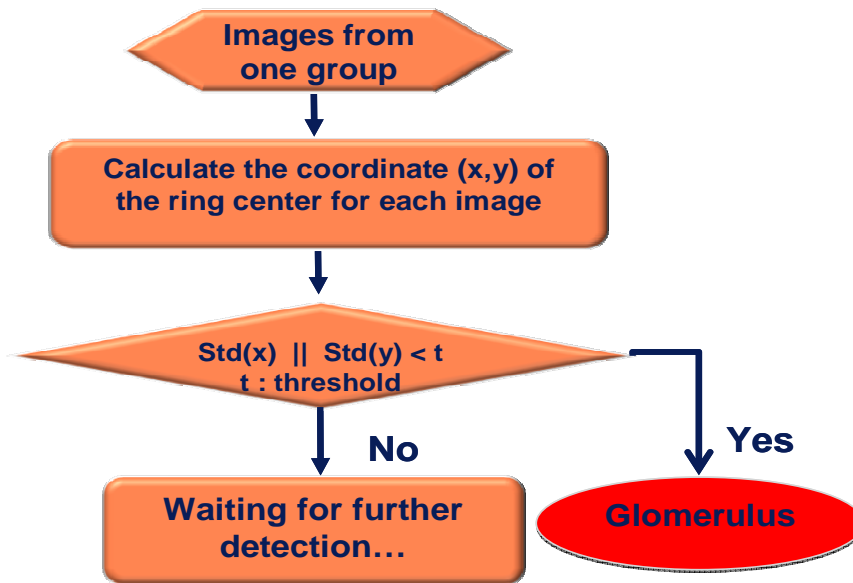 Images from
one group
Calculate the coordinate (x,y) of
the ring center for each image
Std(x) || Std(y) < t
t : threshold
No
Yes
Waiting for further
detection…
Glomerulus